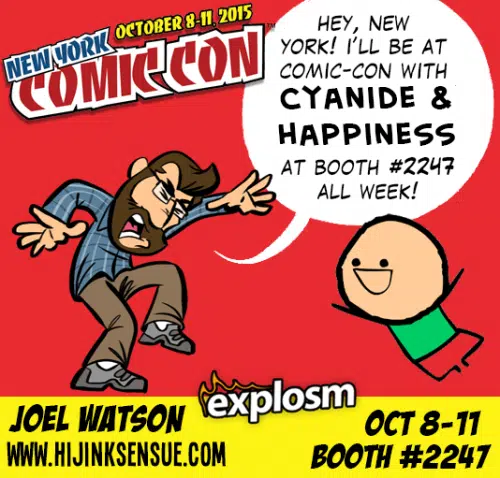 OCTOBER 8-11, 2015
NEW YORK
COMIC CON
HEY, NEW
YORK! I'LL BE AT
COMIC-CON WITH
CYANIDE &
HAPPINESS
AT BOOTH #2247
ALL WEEK!
explosm
JOEL WATSON
WWW.HIJINKSENSUE.COM
OCT 8-11
BOOTH #2247